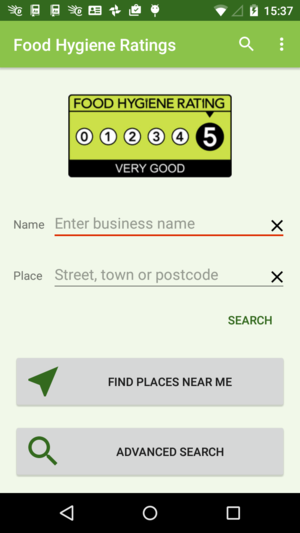 15:37
Food Hygiene Ratings
FOOD HYGIENE RATING
0 1 2 3 4 5
VERY GOOD
Name Enter business name
Place Street, town or postcode
SEARCH
FIND PLACES NEAR ME
ADVANCED SEARCH